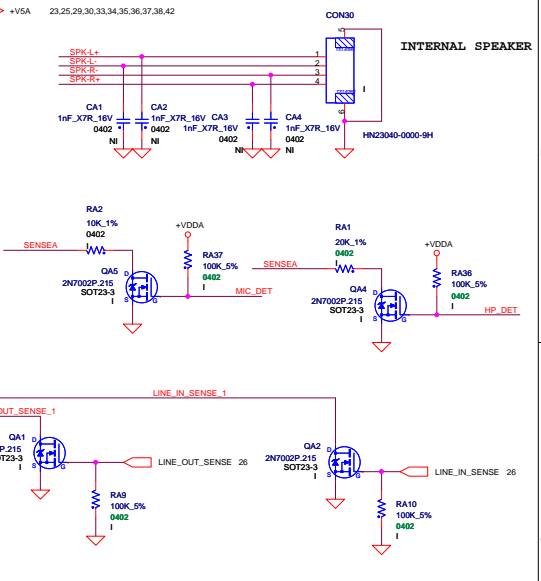 +V5A 23,25,29,30,33,34,35,36,37,38,42
CON30
INTERNAL SPEAKER
5
SPK-L+ 1
SPK-L- 2
SPK-R- 3
SPK-R+ 4
I
6
HN23040-0000-9H
CA1
1nF_X7R_16V
0402
NI
CA2
1nF_X7R_16V
0402
NI
CA3
1nF_X7R_16V
0402
NI
CA4
1nF_X7R_16V
0402
NI
RA2
10K_1%
0402
I
SENSEA
+VDDA
RA37
100K_5%
0402
I
QA5
2N7002P.215
SOT23-3
I
D
S
G
MIC_DET
RA1
20K_1%
0402
I
SENSEA
+VDDA
RA36
100K_5%
0402
I
QA4
2N7002P.215
SOT23-3
I
D
S
G
HP_DET
LINE_IN_SENSE_1
OUT_SENSE_1
QA1
P.215
OT23-3
I
D
S
G
LINE_OUT_SENSE 26
RA9
100K_5%
0402
I
QA2
2N7002P.215
SOT23-3
I
D
S
G
LINE_IN_SENSE 26
RA10
100K_5%
0402
I